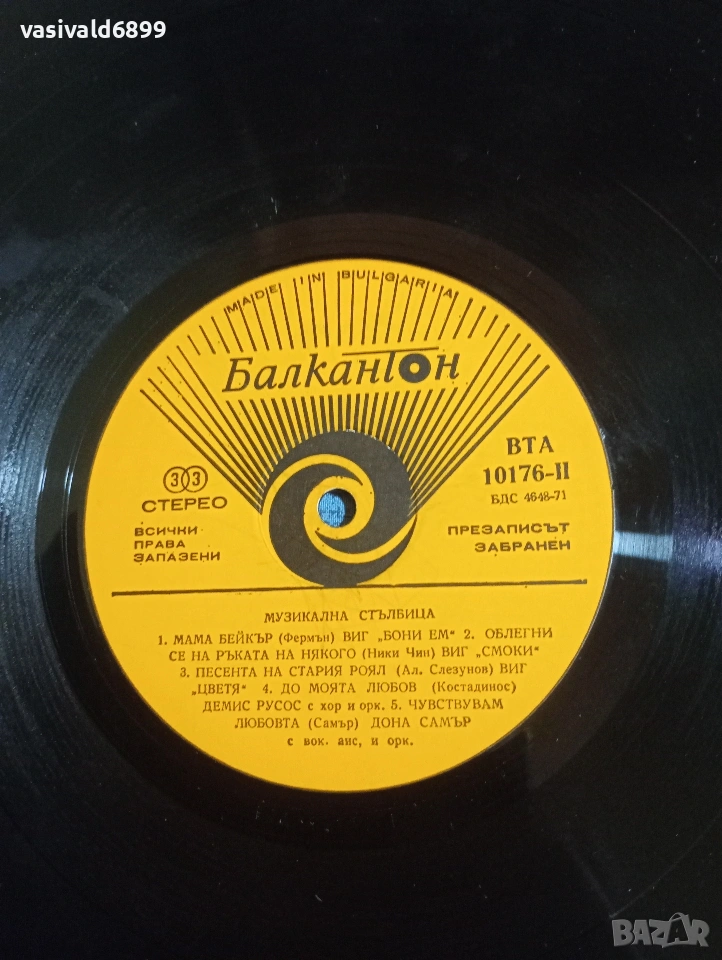 vasivald6899
MADE IN BULGARIA
Балкантон
ВТА
10176-II
БДС 4648-71
33
СТЕРЕО
ВСИЧКИ
ПРАВА
ЗАПАЗЕНИ
ПРЕЗАПИСЪТ
ЗАБРАНЕН
МУЗИКАЛНА СТЪЛБИЦА
1. МАМА БЕЙКЪР (Фермън) ВИГ „БОНИ ЕМ“ 2. ОБЛЕГНИ
СЕ НА РЪКАТА НА НЯКОГО (Ники Чин) ВИГ „СМОКИ“
3. ПЕСЕНТА НА СТАРИЯ РОЯЛ (Ал. Слезунов) ВИГ
„ЦВЕТЯ“ 4. ДО МОЯТА ЛЮБОВ (Костадинос)
ДЕМИС РУСОС с хор и орк. 5. ЧУВСТВУВАМ
ЛЮБОВТА (Самър) ДОНА САМЪР
с вок. анс, и орк.
BAZAR